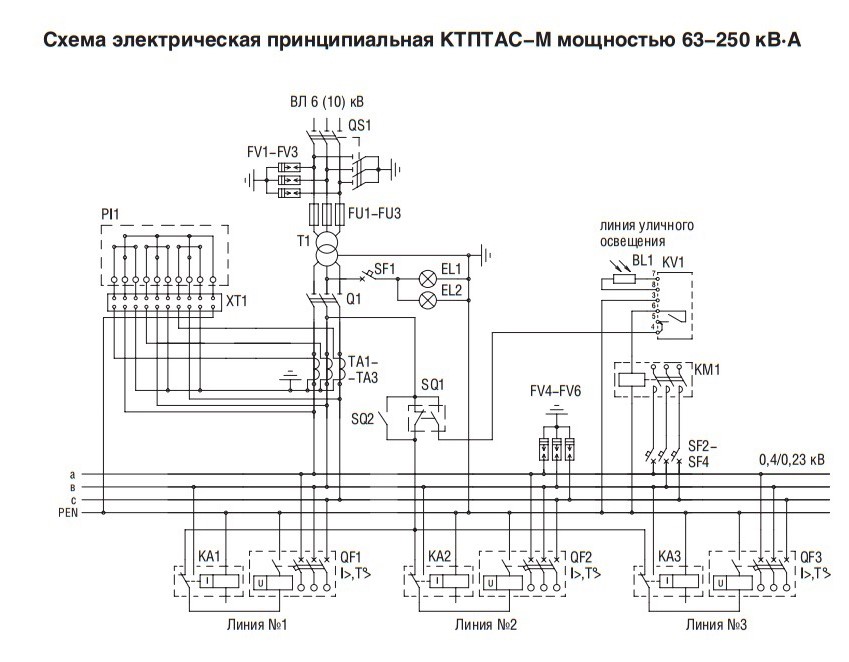 Схема электрическая принципиальная КТПТАС–М мощностью 63–250 кВ·А
ВЛ 6 (10) кВ
QS1
FV1–FV3
FU1–FU3
PI1
T1
линия уличного
освещения
BL1 KV1
7
8
3
6
5
4
SF1
EL1
EL2
XT1
Q1
TA1–
–TA3
SQ1
SQ2
FV4–FV6
KM1
SF2–
SF4
0,4/0,23 кВ
а
в
с
PEN
KA1
I
U
QF1
I>,T°>
KA2
I
U
QF2
I>,T°>
KA3
I
U
QF3
I>,T°>
Линия №1
Линия №2
Линия №3